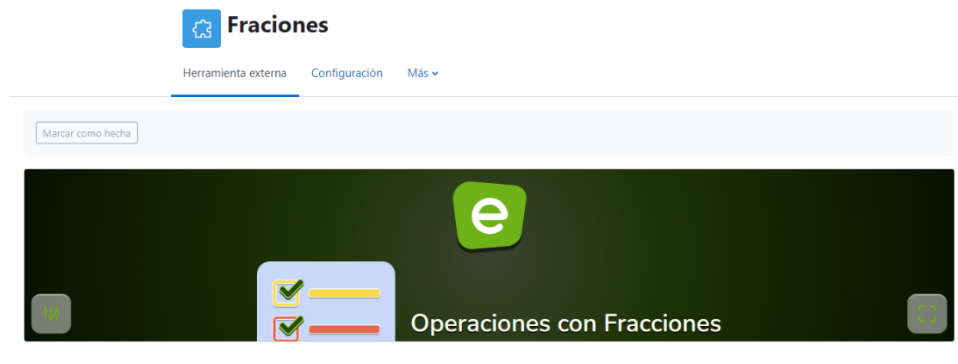 Fraciones
Herramienta externa Configuración Más
Marcar como hecha
e
Operaciones con Fracciones